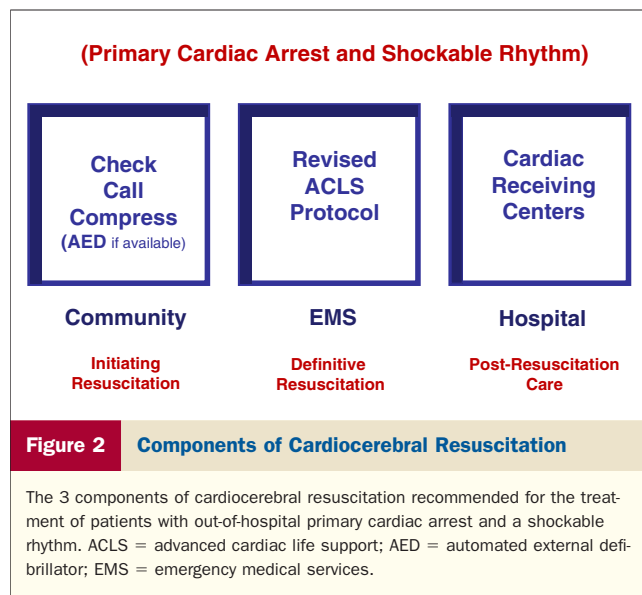 (Primary Cardiac Arrest and Shockable Rhythm)
Check
Call
Compress
(AED if available)
Revised
ACLS
Protocol
Cardiac
Receiving
Centers
Community
EMS
Hospital
Initiating
Resuscitation
Definitive
Resuscitation
Post-Resuscitation
Care
Figure 2 Components of Cardiocerebral Resuscitation
The 3 components of cardiocerebral resuscitation recommended for the treat-
ment of patients with out-of-hospital primary cardiac arrest and a shockable
rhythm. ACLS = advanced cardiac life support; AED = automated external defi-
brillator; EMS = emergency medical services.